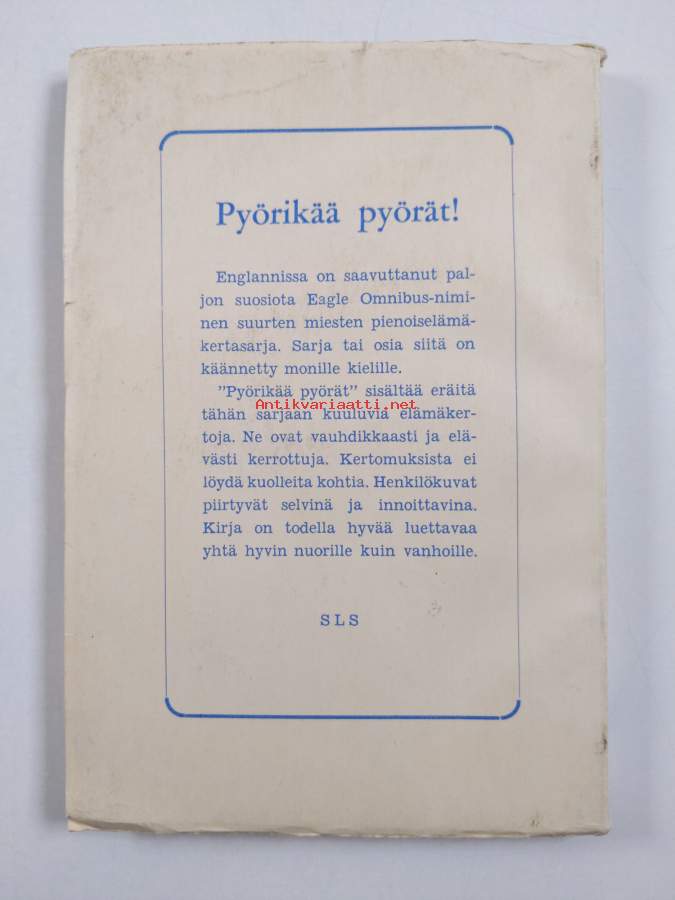 Pyörikää pyörät!
Englannissa on saavuttanut pal-
jon suosiota Eagle Omnibus-nimi-
nen suurten miesten pienoiselämä-
kertasarja. Sarja tai osia siitä on
käännetty monille kielille.
"Pyörikää pyörät" sisältää eräitä
Antikvariaatti.net
tähän sarjaan kuuluvia elämäker-
toja. Ne ovat vauhdikkaasti ja elä-
västi kerrottuja. Kertomuksista ei
löydä kuolleita kohtia. Henkilökuvat
piirtyvät selvinä ja innoittavina.
Kirja on todella hyvää luettavaa
yhtä hyvin nuorille kuin vanhoille.
SLS